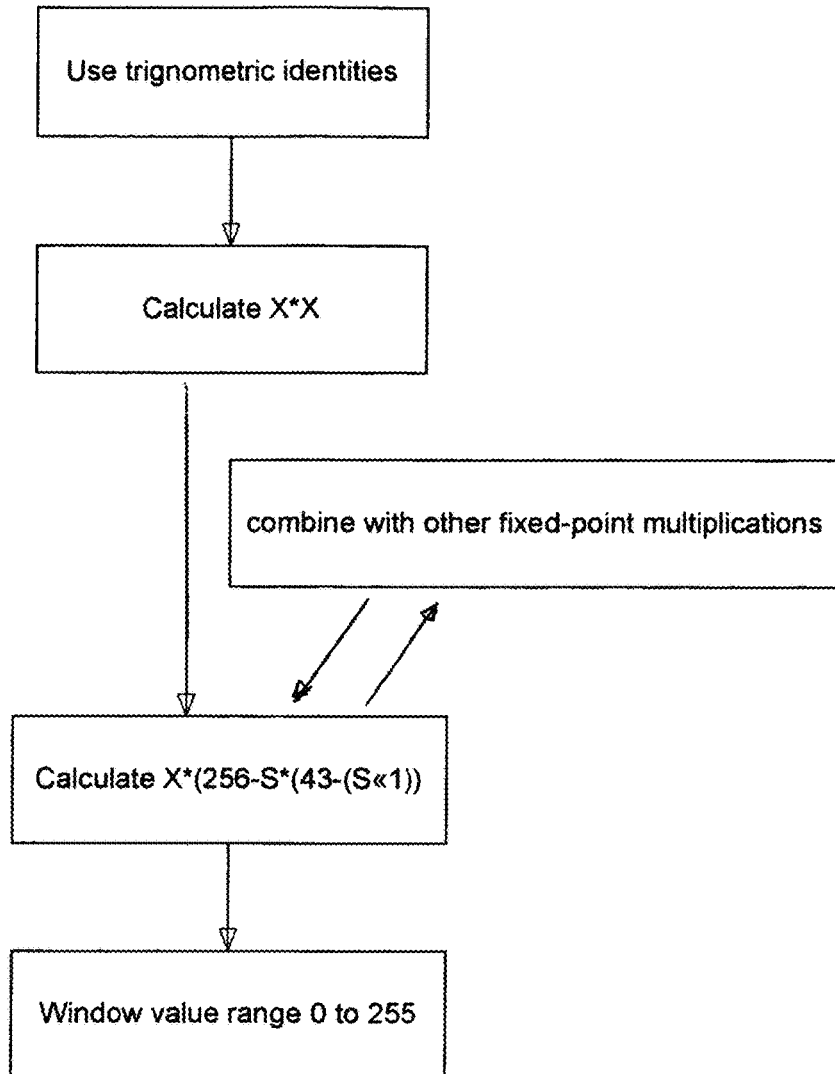 Use trignometric identities
Calculate X*X
combine with other fixed-point multiplications
Calculate X*(256-S*(43-(S«1))
Window value range 0 to 255